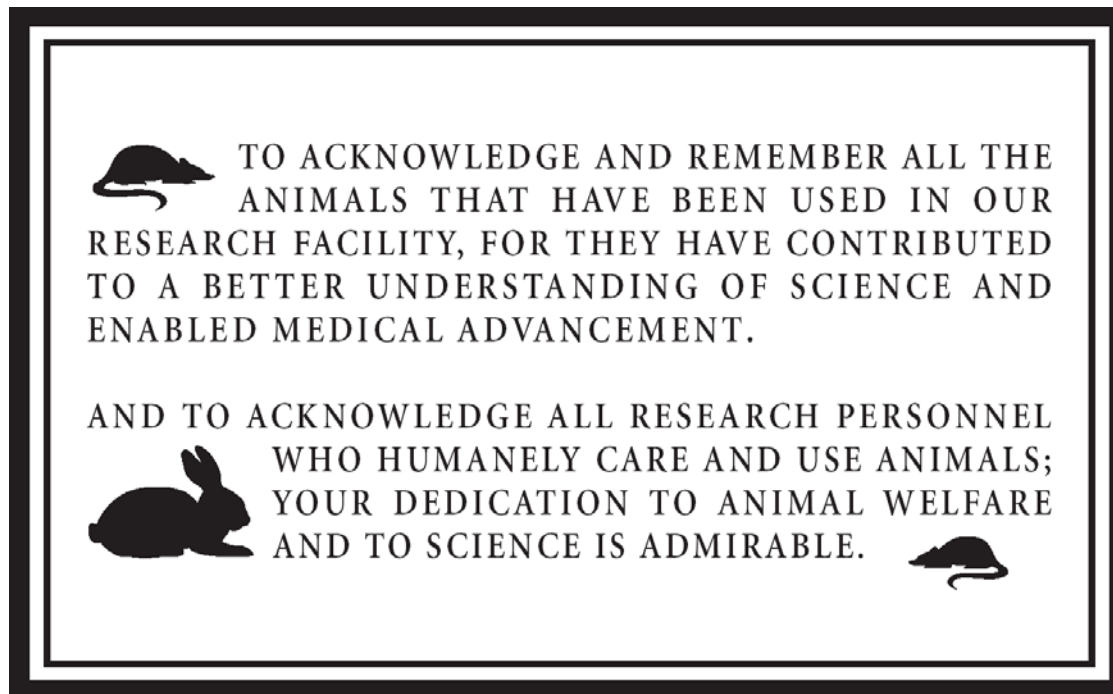 TO ACKNOWLEDGE AND REMEMBER ALL THE
ANIMALS THAT HAVE BEEN USED IN OUR
RESEARCH FACILITY, FOR THEY HAVE CONTRIBUTED
TO A BETTER UNDERSTANDING OF SCIENCE AND
ENABLED MEDICAL ADVANCEMENT.
AND TO ACKNOWLEDGE ALL RESEARCH PERSONNEL
WHO HUMANELY CARE AND USE ANIMALS;
YOUR DEDICATION TO ANIMAL WELFARE
AND TO SCIENCE IS ADMIRABLE.